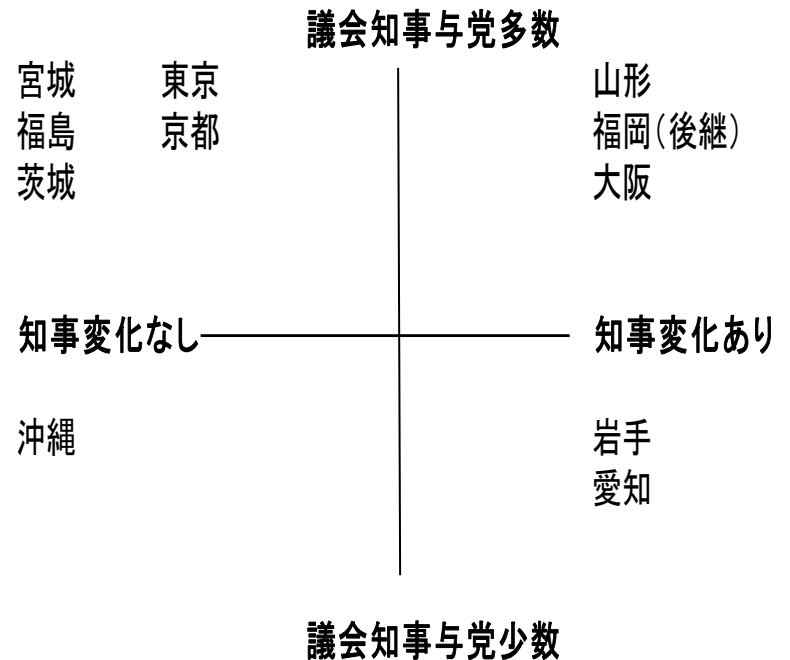 議会知事与党多数
宮城 東京 山形
福島 京都 福岡（後継）
茨城 大阪
知事変化なし 知事変化あり
沖縄 岩手
愛知
議会知事与党少数